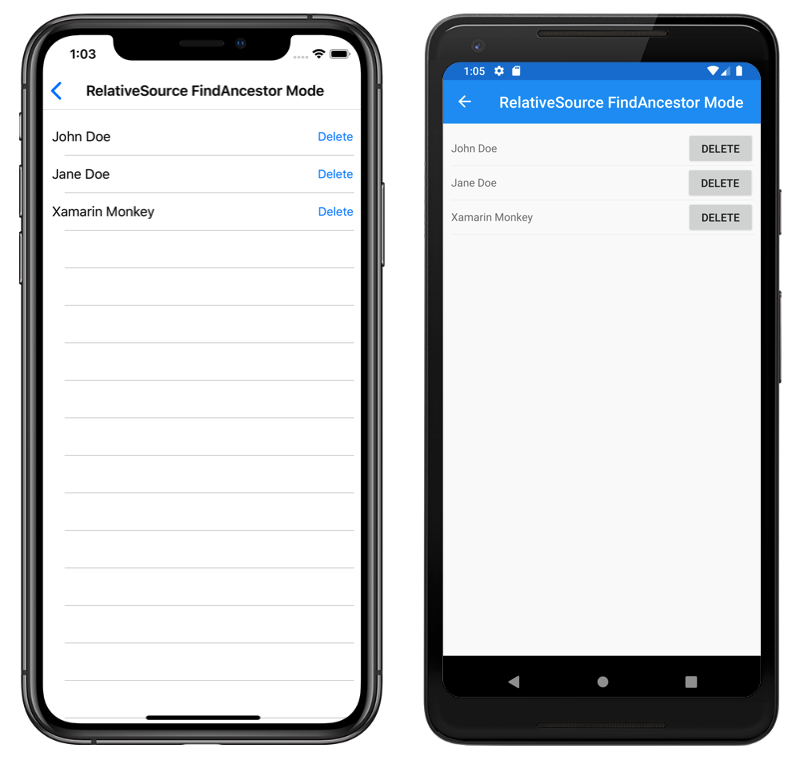 1:03
RelativeSource FindAncestor Mode
John Doe Delete
Jane Doe Delete
Xamarin Monkey Delete
1:05
RelativeSource FindAncestor Mode
John Doe DELETE
Jane Doe DELETE
Xamarin Monkey DELETE